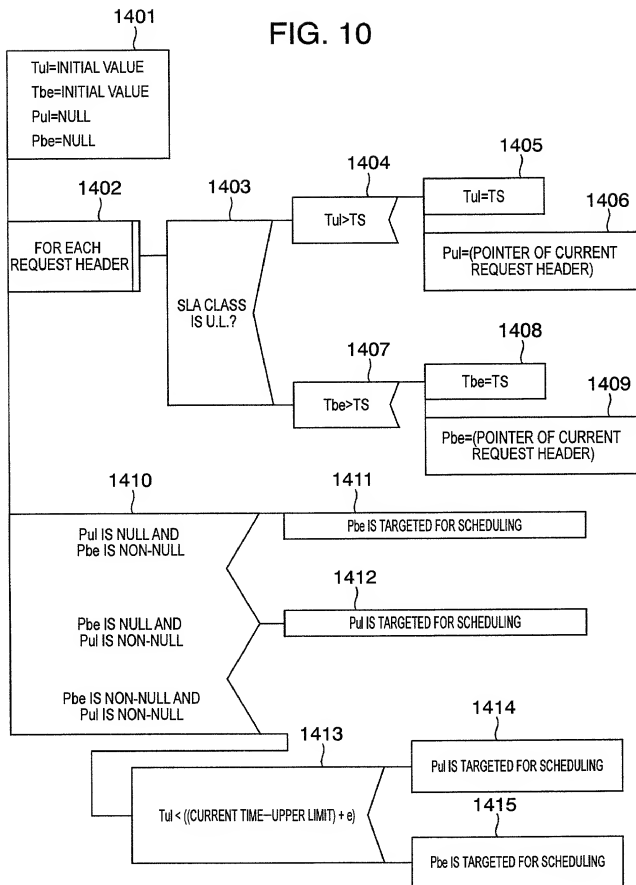 FIG. 10
1401
Tul=INITIAL VALUE
Tbe=INITIAL VALUE
Pul=NULL
Pbe=NULL
1402
FOR EACH
REQUEST HEADER
1403
SLA CLASS
IS U.L.?
1404
Tul>TS
1405
Tul=TS
1406
Pul=(POINTER OF CURRENT
REQUEST HEADER)
1407
Tbe>TS
1408
Tbe=TS
1409
Pbe=(POINTER OF CURRENT
REQUEST HEADER)
1410
Pul IS NULL AND
Pbe IS NON-NULL
1411
Pbe IS TARGETED FOR SCHEDULING
Pbe IS NULL AND
Pul IS NON-NULL
1412
Pul IS TARGETED FOR SCHEDULING
Pbe IS NON-NULL AND
Pul IS NON-NULL
1413
Tul < ((CURRENT TIME—UPPER LIMIT) + e)
1414
Pul IS TARGETED FOR SCHEDULING
1415
Pbe IS TARGETED FOR SCHEDULING